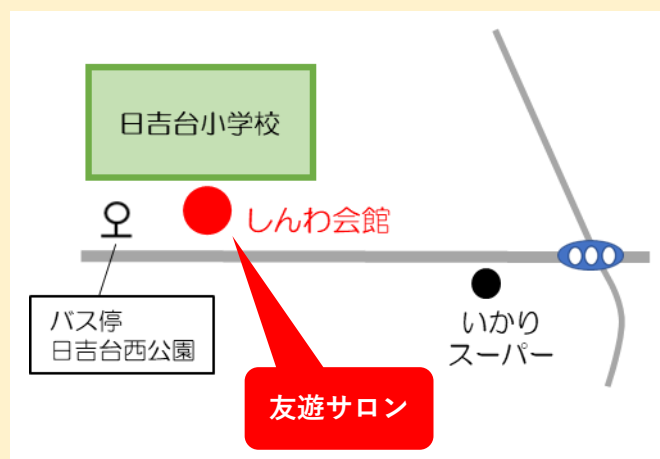 日吉台小学校
しんわ会館
バス停
日吉台西公園
いかり
スーパー
友遊サロン